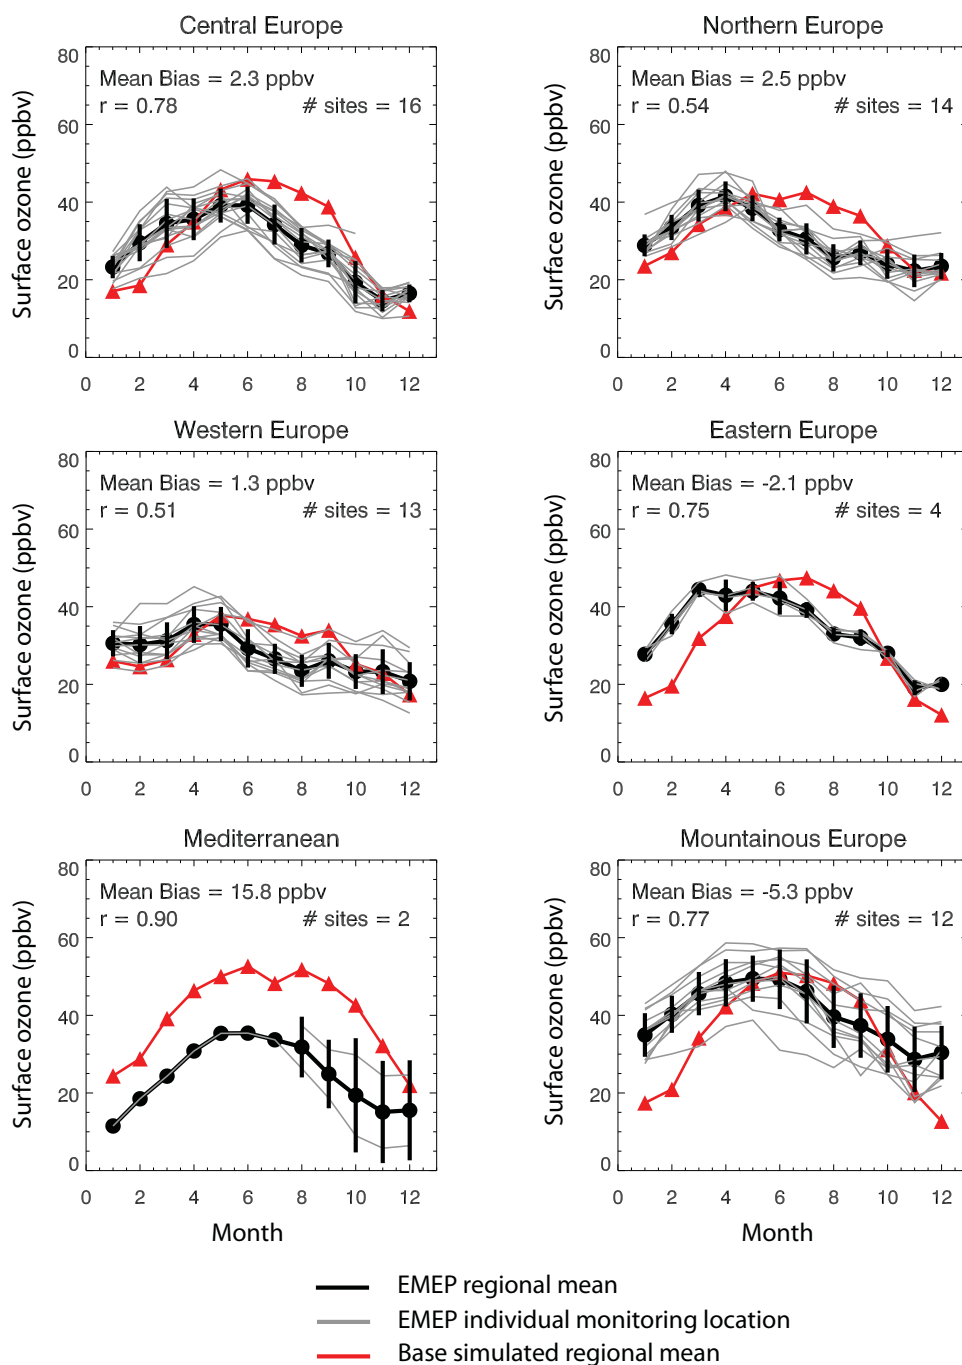 Central Europe
Mean Bias = 2.3 ppbv
r = 0.78 # sites = 16
Surface ozone (ppbv)
80
60
40
20
0
0 2 4 6 8 10 12
Northern Europe
Mean Bias = 2.5 ppbv
r = 0.54 # sites = 14
Surface ozone (ppbv)
80
60
40
20
0
0 2 4 6 8 10 12
Western Europe
Mean Bias = 1.3 ppbv
r = 0.51 # sites = 13
Surface ozone (ppbv)
80
60
40
20
0
0 2 4 6 8 10 12
Eastern Europe
Mean Bias = -2.1 ppbv
r = 0.75 # sites = 4
Surface ozone (ppbv)
80
60
40
20
0
0 2 4 6 8 10 12
Mediterranean
Mean Bias = 15.8 ppbv
r = 0.90 # sites = 2
Surface ozone (ppbv)
80
60
40
20
0
0 2 4 6 8 10 12
Month
Mountainous Europe
Mean Bias = -5.3 ppbv
r = 0.77 # sites = 12
Surface ozone (ppbv)
80
60
40
20
0
0 2 4 6 8 10 12
Month
EMEP regional mean
EMEP individual monitoring location
Base simulated regional mean